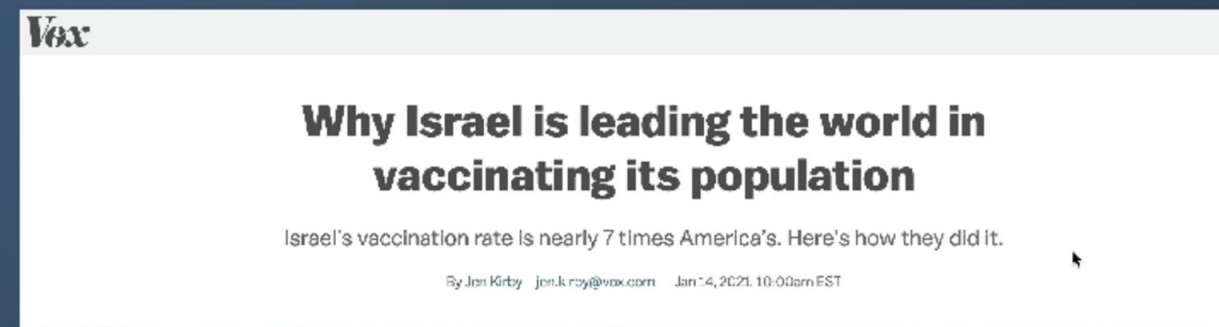 Vox
Why Israel is leading the world in
vaccinating its population
Israel's vaccination rate is nearly 7 times America's. Here's how they did it.
By Jen Kirby Jan 14, 2021, 10:00am EST